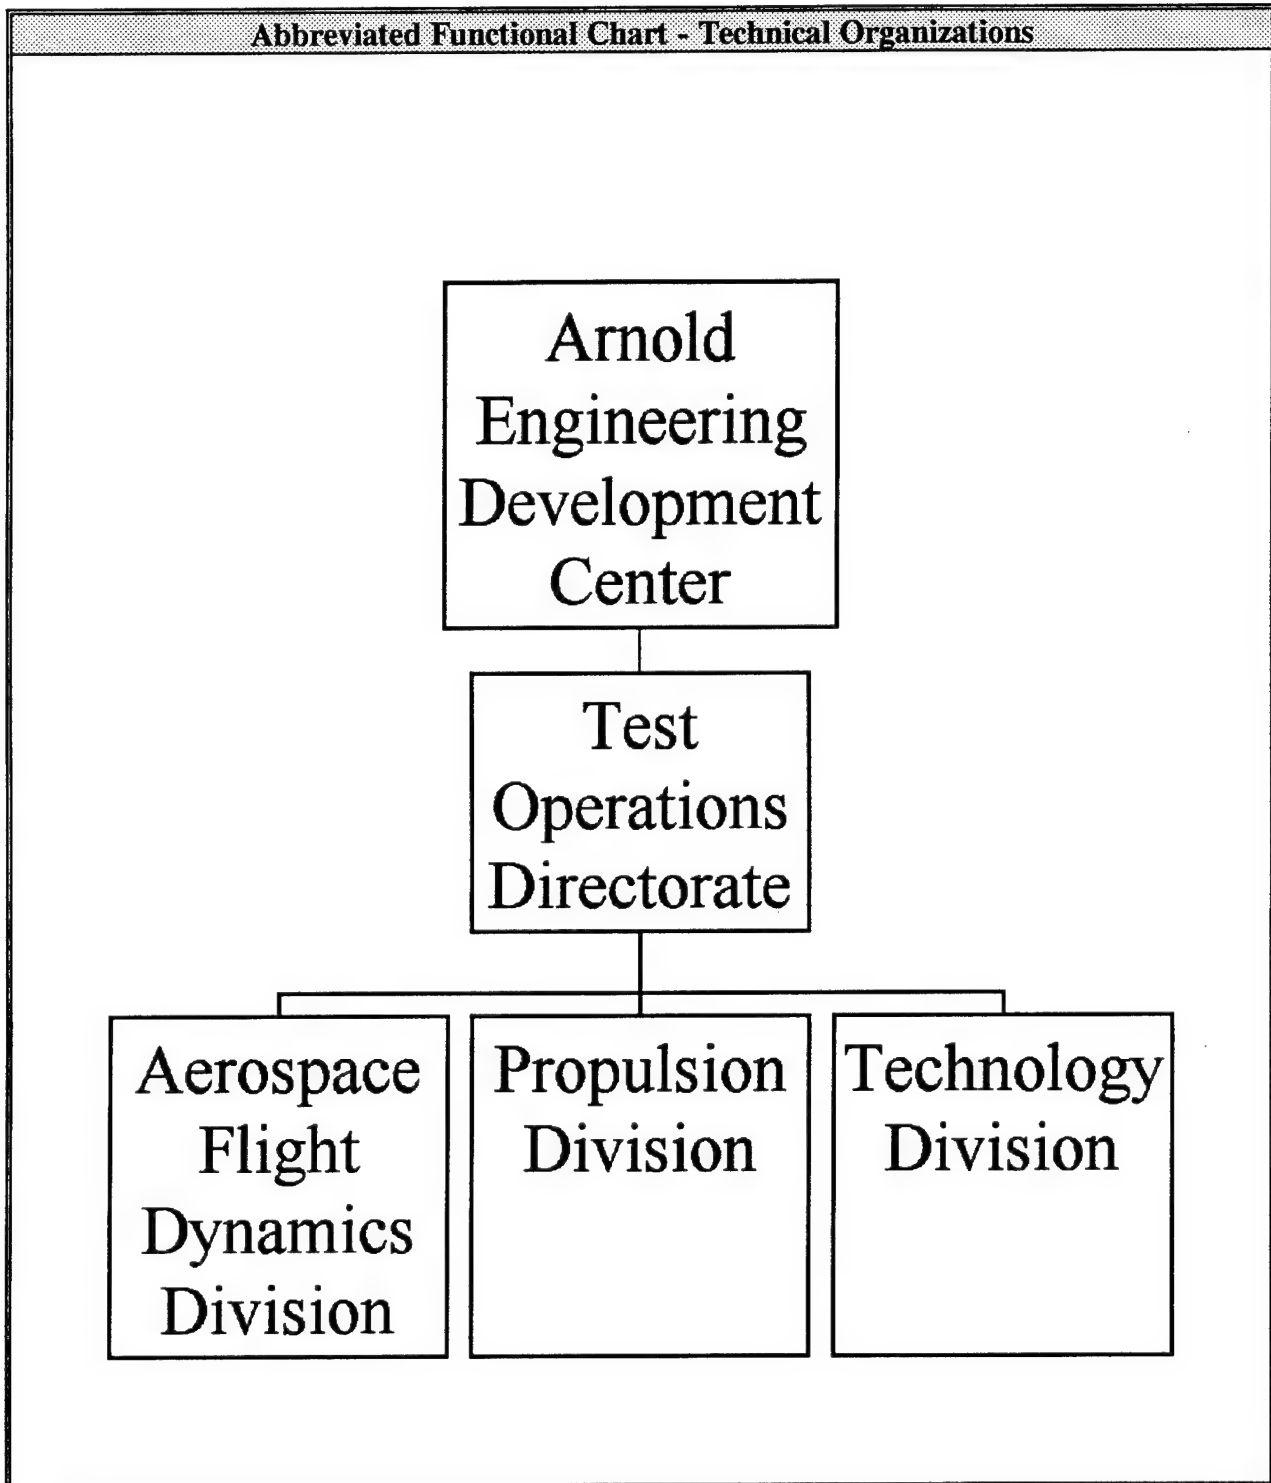 Abbreviated Functional Chart - Technical Organizations
Arnold
Engineering
Development
Center
Test
Operations
Directorate
Aerospace
Flight
Dynamics
Division
Propulsion
Division
Technology
Division